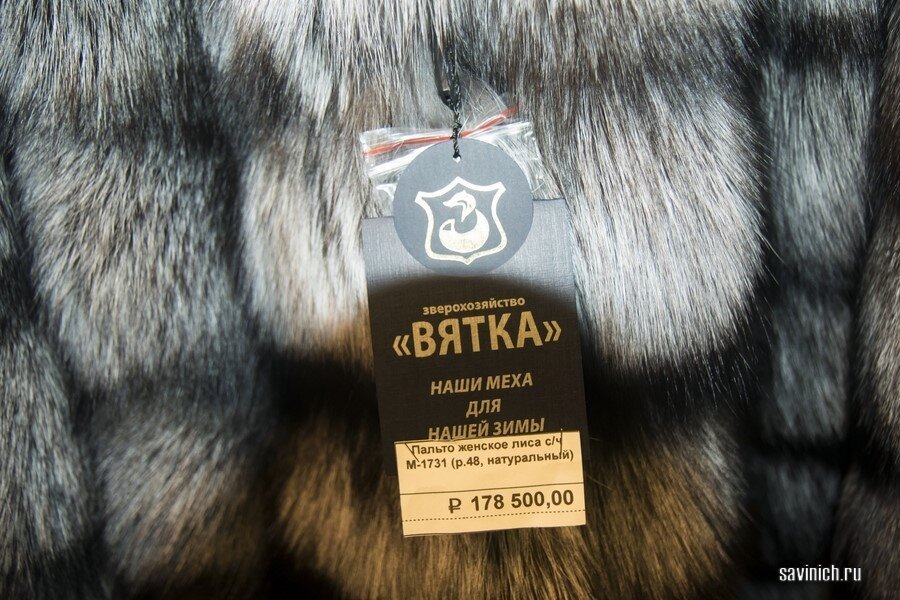 зверохозяйство
«ВЯТКА»
НАШИ МЕХА
ДЛЯ
НАШЕЙ ЗИМЫ
Пальто женское лиса с/ч
М-1731 (р.48, натуральный)
₽ 178 500,00
savinich.ru